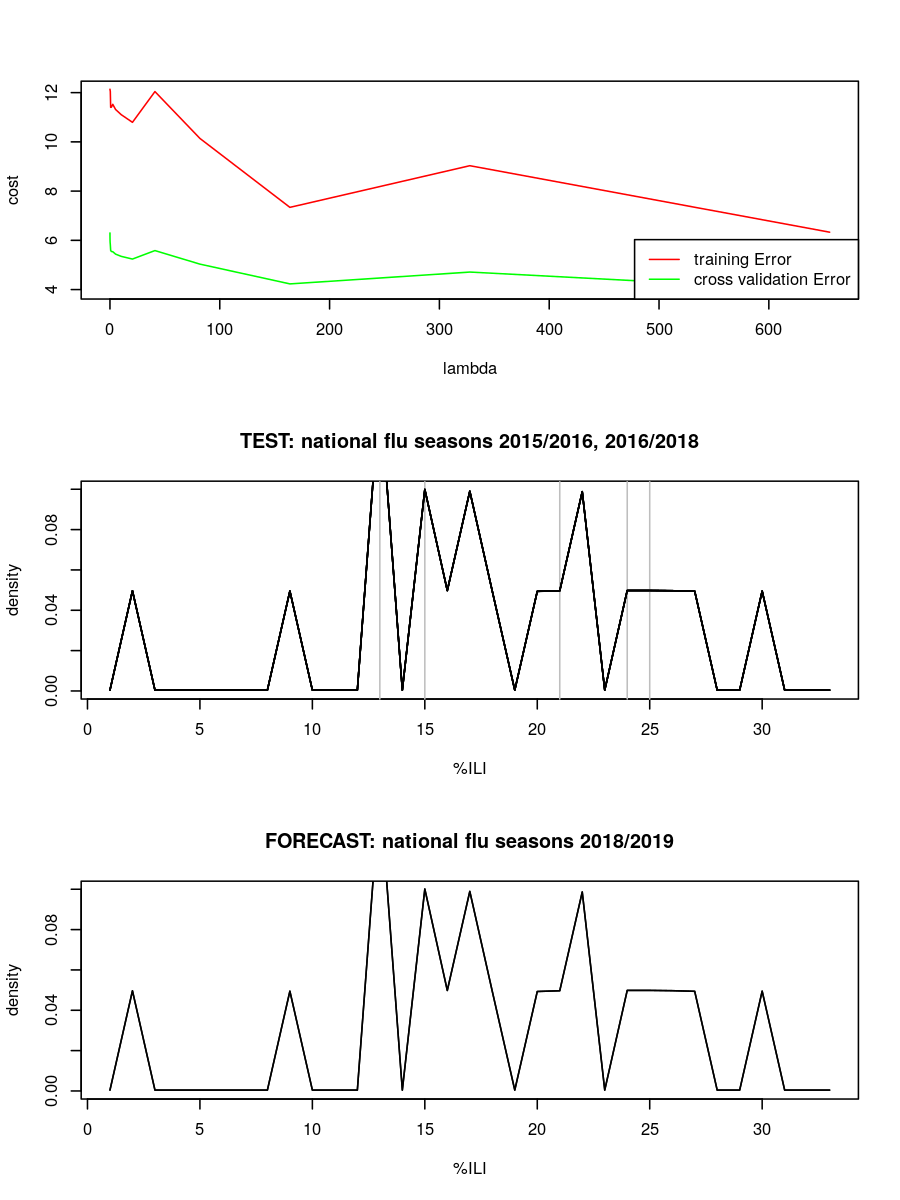 12
10
8
6
4
cost
training Error
cross validation Error
0 100 200 300 400 500 600
lambda
TEST: national flu seasons 2015/2016, 2016/2018
0.08
0.04
0.00
density
0 5 10 15 20 25 30
%ILI
FORECAST: national flu seasons 2018/2019
0.08
0.04
0.00
density
0 5 10 15 20 25 30
%ILI